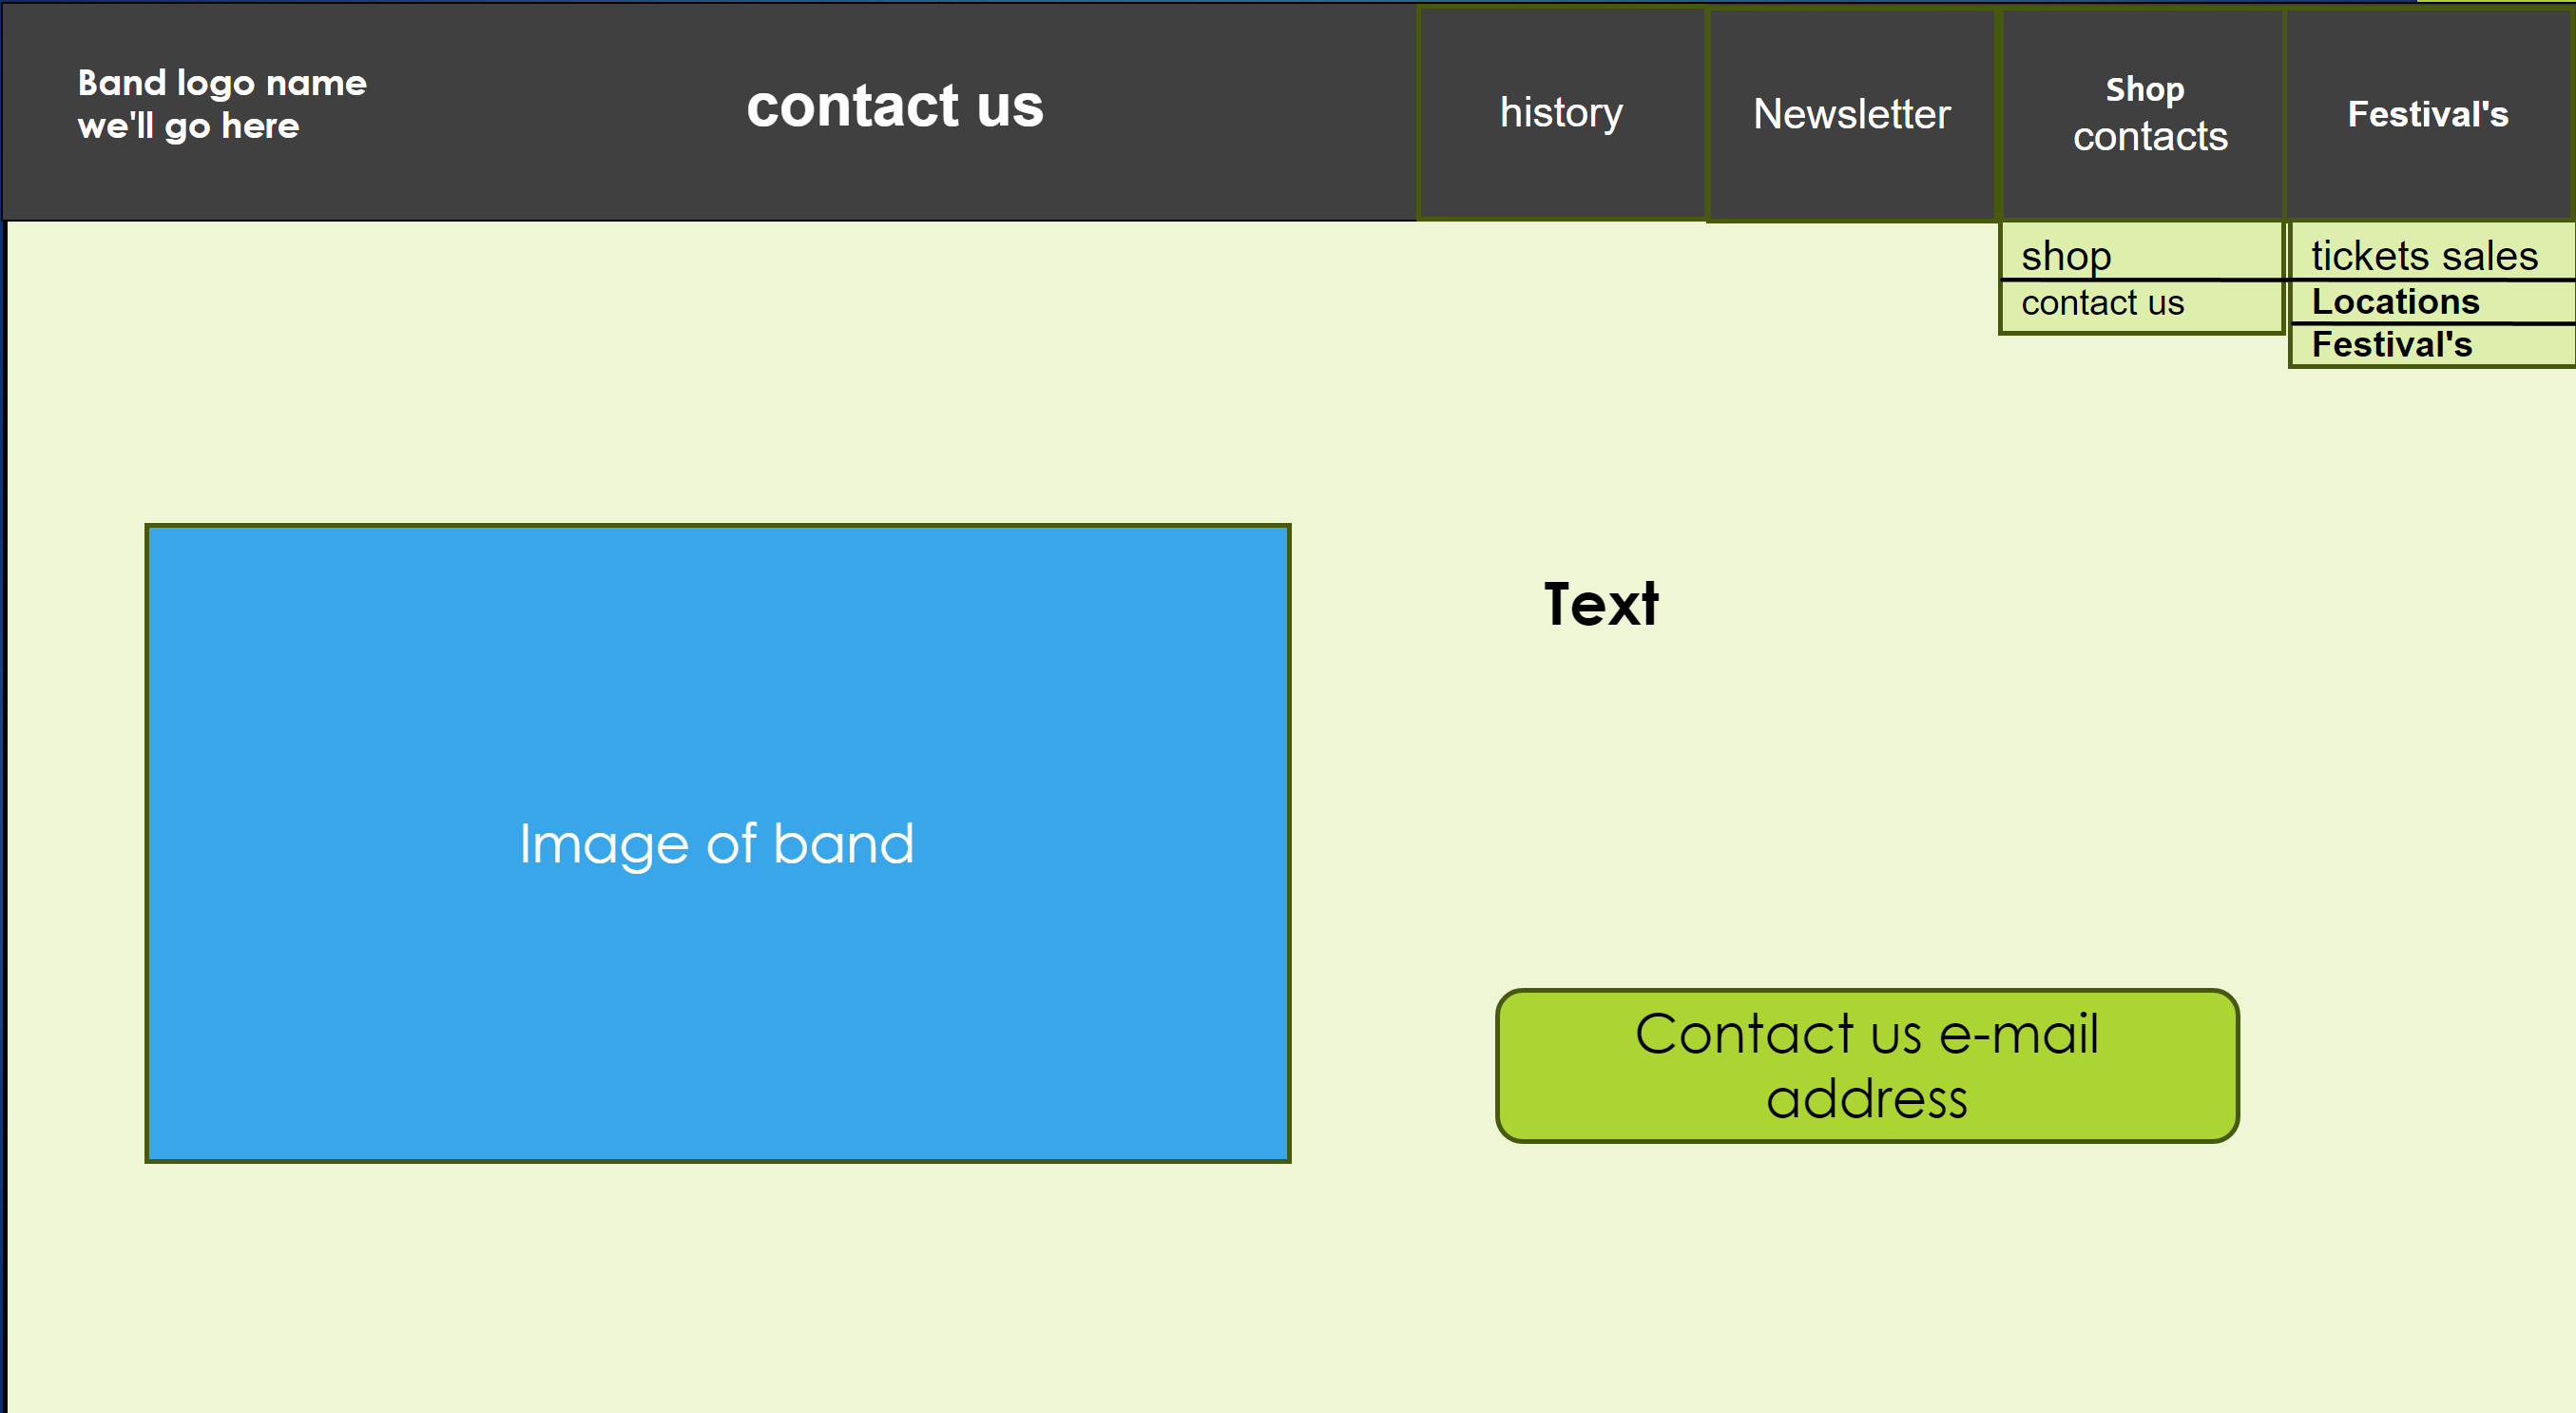 Band logo name
we'll go here
contact us
history
Newsletter
Shop
contacts
Festival's
shop
contact us
tickets sales
Locations
Festival's
Text
Image of band
Contact us e-mail
address